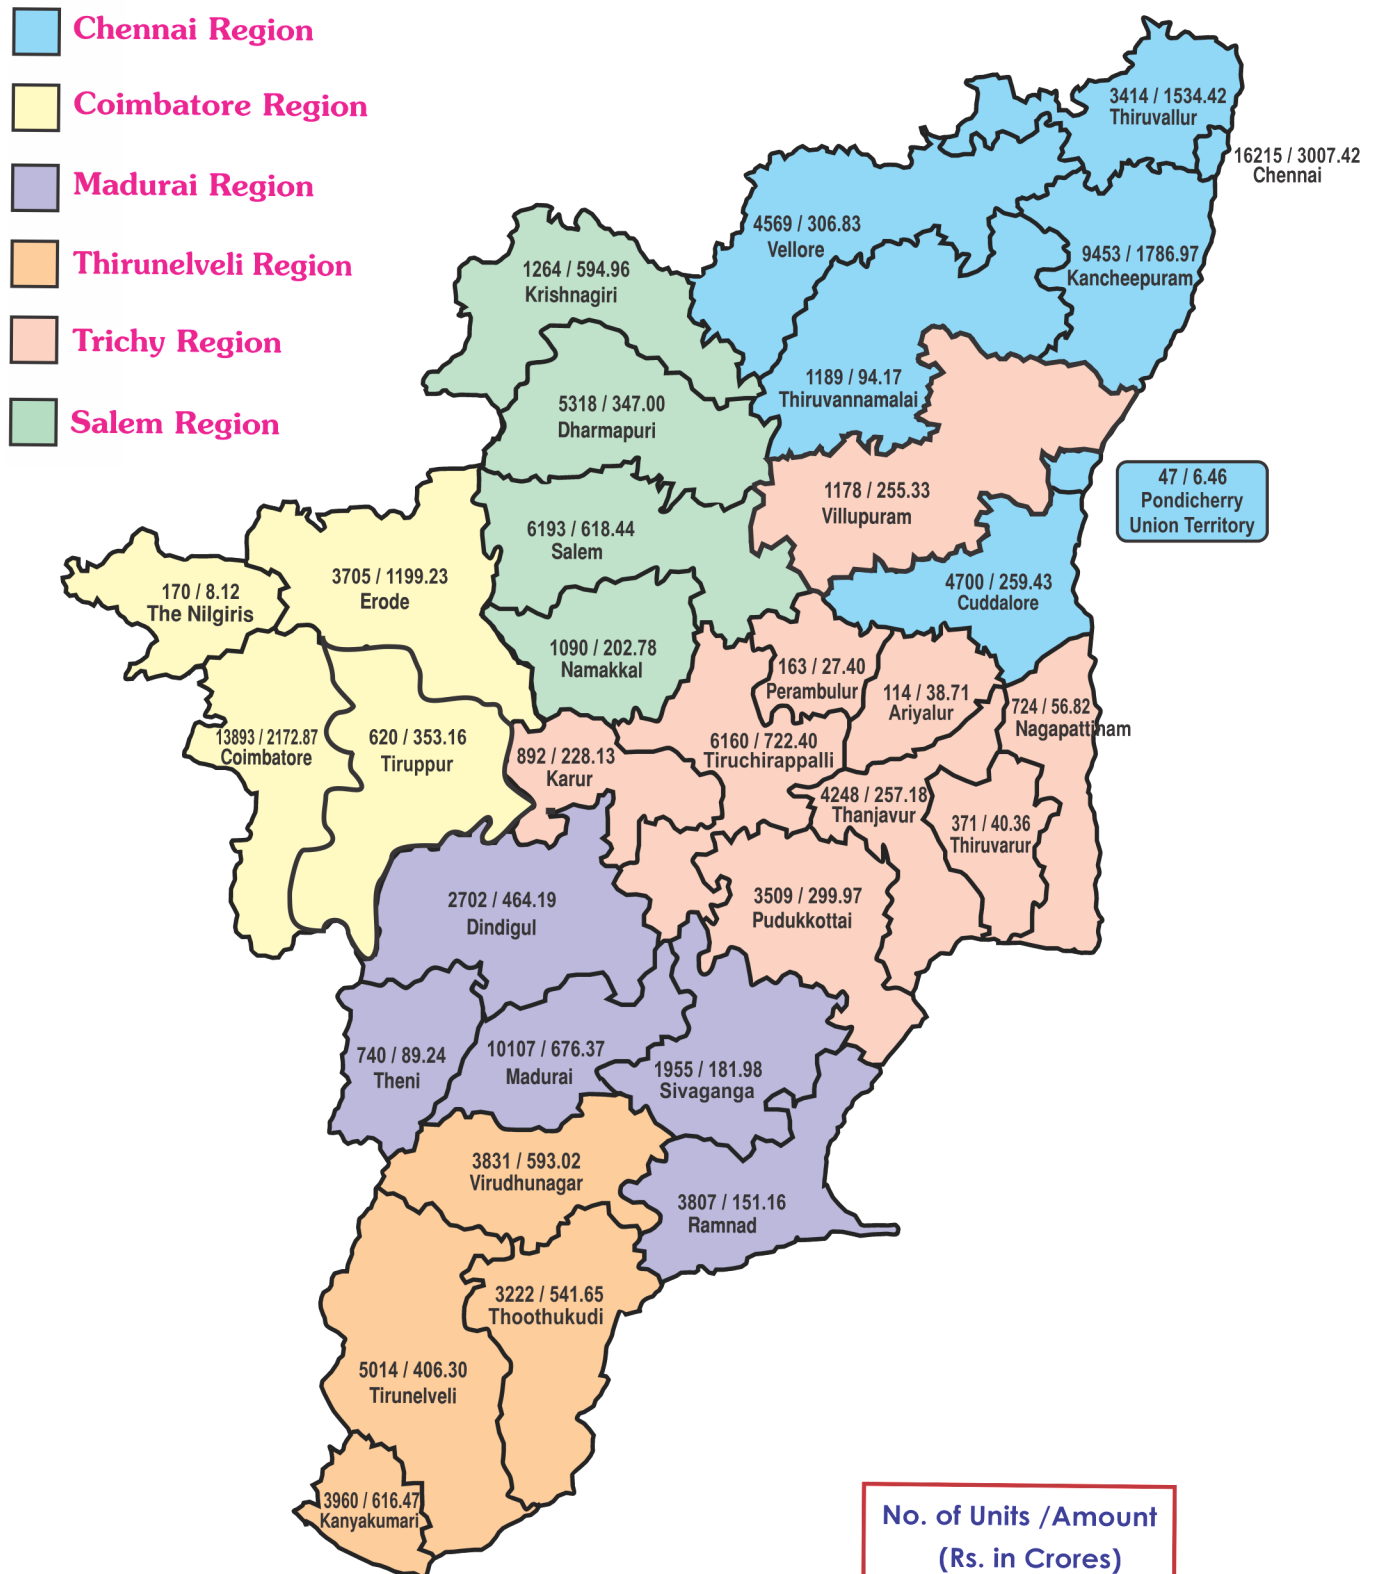 Chennai Region
Coimbatore Region
Madurai Region
Thirunelveli Region
Trichy Region
Salem Region
3414 / 1534.42
Thiruvallur
16215 / 3007.42
Chennai
4569 / 306.83
Vellore
9453 / 1786.97
Kancheepuram
1264 / 594.96
Krishnagiri
1189 / 94.17
Thiruvannamalai
5318 / 347.00
Dharmapuri
47 / 6.46
Pondicherry
Union Territory
1178 / 255.33
Villupuram
6193 / 618.44
Salem
170 / 8.12
The Nilgiris
3705 / 1199.23
Erode
4700 / 259.43
Cuddalore
1090 / 202.78
Namakkal
163 / 27.40
Perambulur
114 / 38.71
Ariyalur
724 / 56.82
Nagapattinam
13893 / 2172.87
Coimbatore
620 / 353.16
Tiruppur
892 / 228.13
Karur
6160 / 722.40
Tiruchirappalli
4248 / 257.18
Thanjavur
371 / 40.36
Thiruvarur
2702 / 464.19
Dindigul
3509 / 299.97
Pudukkottai
740 / 89.24
Theni
10107 / 676.37
Madurai
1955 / 181.98
Sivaganga
3831 / 593.02
Virudhunagar
3807 / 151.16
Ramnad
3222 / 541.65
Thoothukudi
5014 / 406.30
Tirunelveli
3960 / 616.47
Kanyakumari
No. of Units /Amount
(Rs. in Crores)